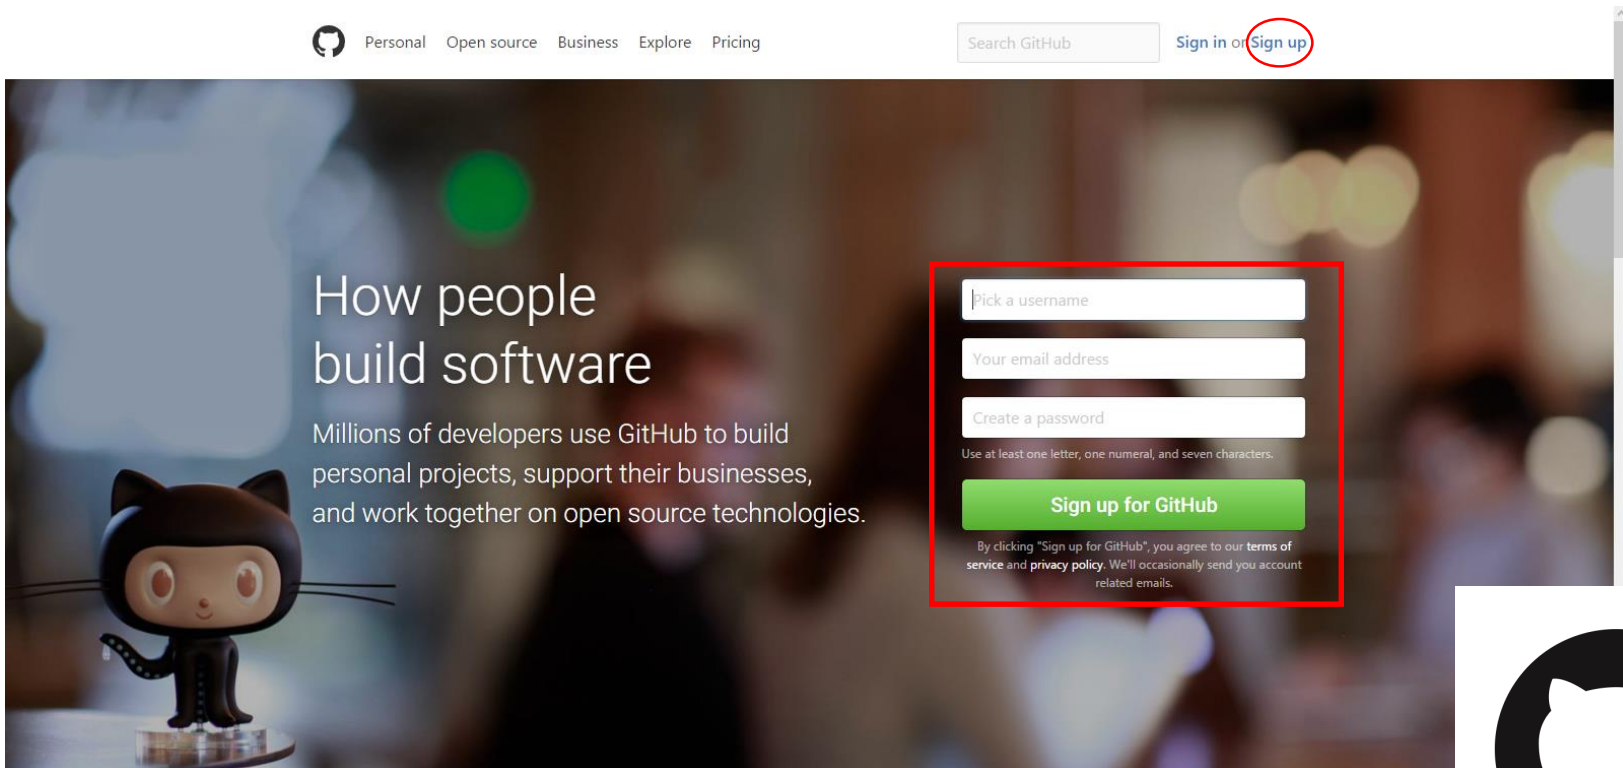 Personal Open source Business Explore Pricing Search GitHub Sign in or Sign up
How people
build software
Millions of developers use GitHub to build
personal projects, support their businesses,
and work together on open source technologies.
Pick a username
Your email address
Create a password
Use at least one letter, one numeral, and seven characters.
Sign up for GitHub
By clicking "Sign up for GitHub", you agree to our terms of
service and privacy policy. We'll occasionally send you account
related emails.